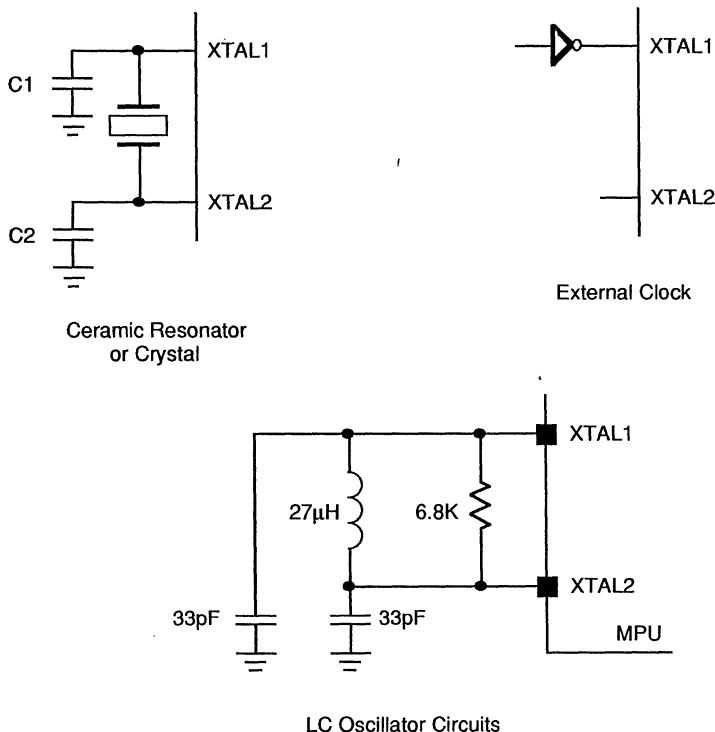 XTAL1
C1
XTAL2
C2
Ceramic Resonator
or Crystal
XTAL1
XTAL2
External Clock
XTAL1
27μH
6.8K
XTAL2
33pF
33pF
MPU
LC Oscillator Circuits